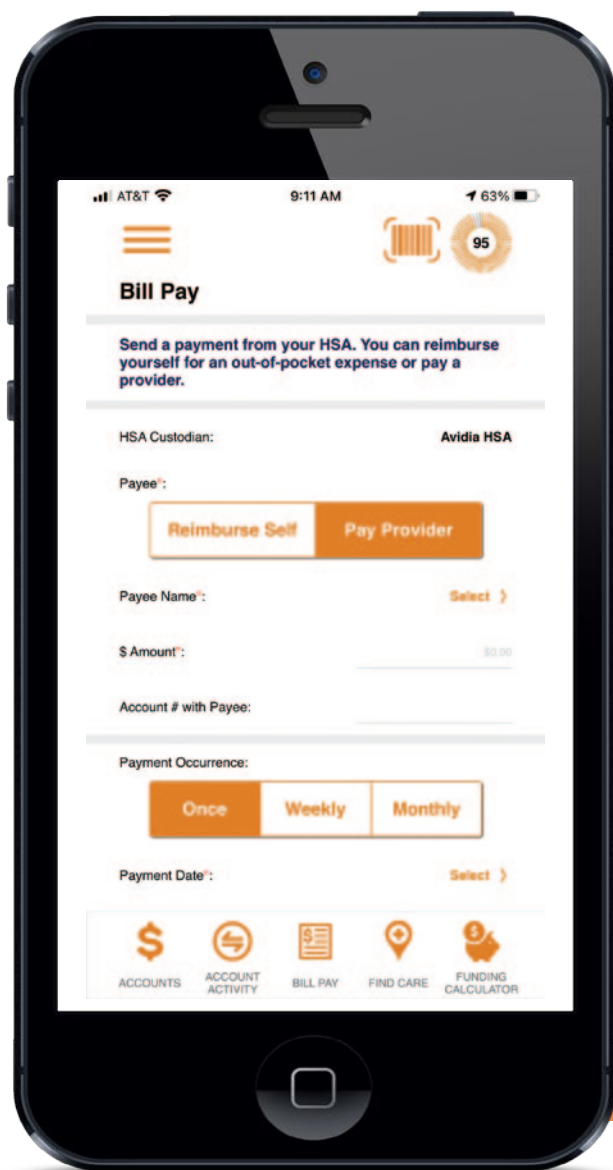 AT&T 9:11 AM 63%
95
Bill Pay
Send a payment from your HSA. You can reimburse
yourself for an out-of-pocket expense or pay a
provider.
HSA Custodian: Avidia HSA
Payee*:
Reimburse Self Pay Provider
Payee Name*: Select >
$ Amount*: $0.00
Account # with Payee:
Payment Occurrence:
Once Weekly Monthly
Payment Date*: Select >
ACCOUNTS ACCOUNT ACTIVITY BILL PAY FIND CARE FUNDING CALCULATOR